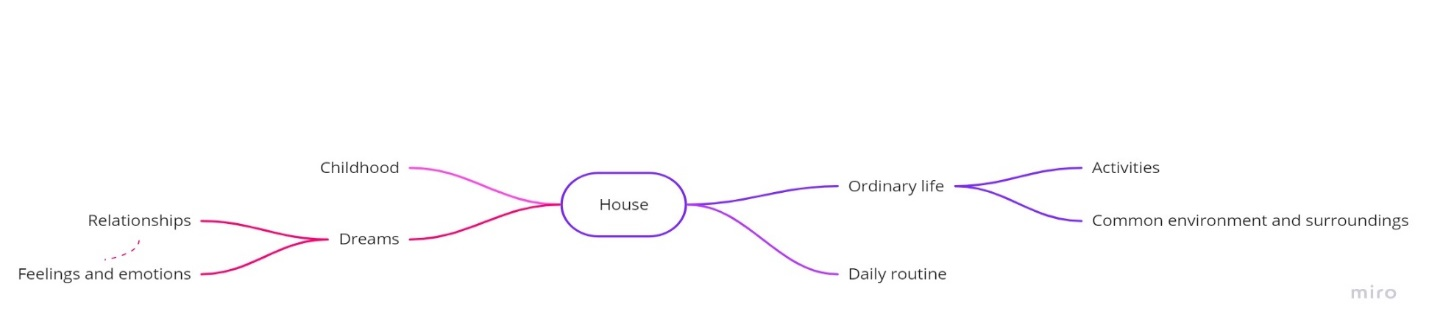 Childhood
Activities
Ordinary life
House
Relationships
Common environment and surroundings
Dreams
Feelings and emotions
Daily routine
miro